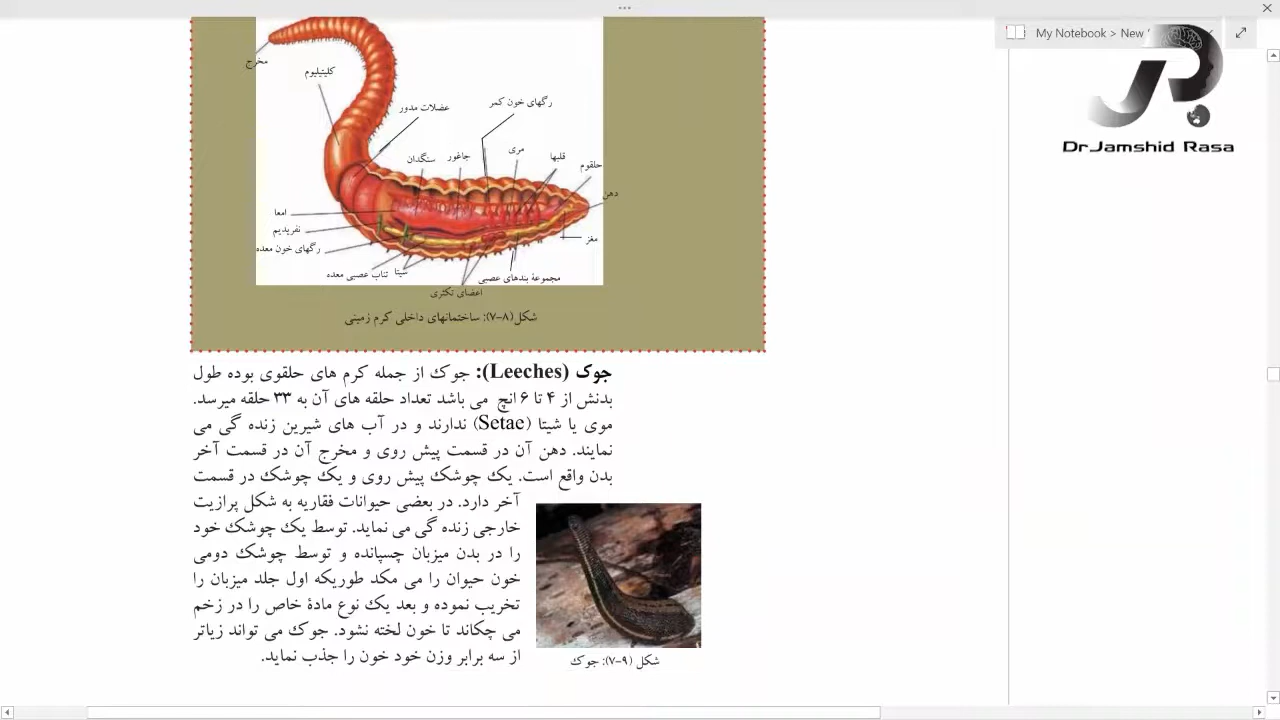 My Notebook > New
DrJamshid Rasa
مخرج
کلیتیلیوم
عضلات مدور
رگهای خون کمر
سنگدان
جاغور
مری
قلبها
حلقوم
دهن
امعا
نفریدیم
رگهای خون معده
تناب عصبی معده
شیتا
مجموعهٔ بندهای عصبی
مغز
اعضای تکثری
شکل(۸-۷): ساختمانهای داخلی کرم زمینی
جوک (Leeches): جوک از جمله کرم های حلقوی بوده طول
بدنش از ۴ تا ۶ انچ می باشد تعداد حلقه های آن به ۳۳ حلقه میرسد.
موی یا شیتا (Setae) ندارند و در آب های شیرین زنده گی می
نمایند. دهن آن در قسمت پیش روی و مخرج آن در قسمت آخر
بدن واقع است. یک چوشک پیش روی و یک چوشک در قسمت
آخر دارد. در بعضی حیوانات فقاریه به شکل پرازیت
خارجی زنده گی می نماید. توسط یک چوشک خود
را در بدن میزبان چسپانده و توسط چوشک دومی
خون حیوان را می مکد طوریکه اول جلد میزبان را
تخریب نموده و بعد یک نوع مادهٔ خاص را در زخم
می چکاند تا خون لخته نشود. جوک می تواند زیاتر
از سه برابر وزن خود خون را جذب نماید.
شکل (۹-۷): جوک